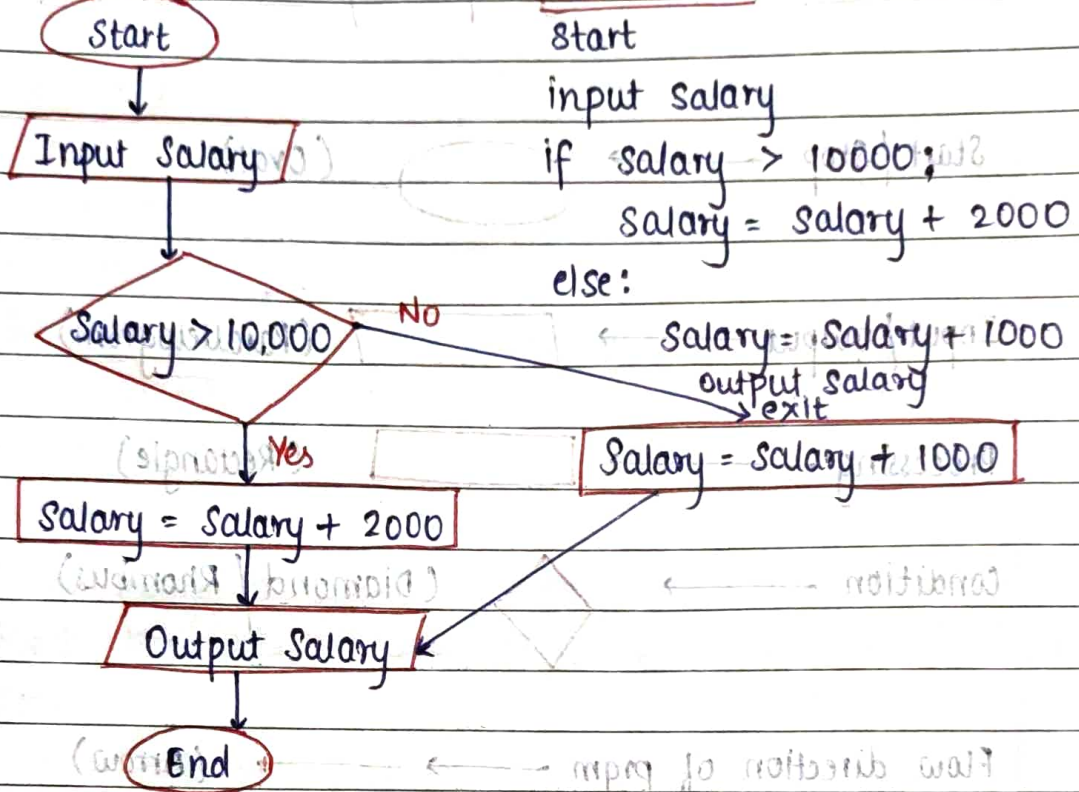 Start
Input Salary
Salary > 10,000
No
Yes
Salary = Salary + 2000
Salary = Salary + 1000
Output Salary
End
Start
input salary
if salary > 10000;
salary = salary + 2000
else:
salary = salary + 1000
output salary
exit